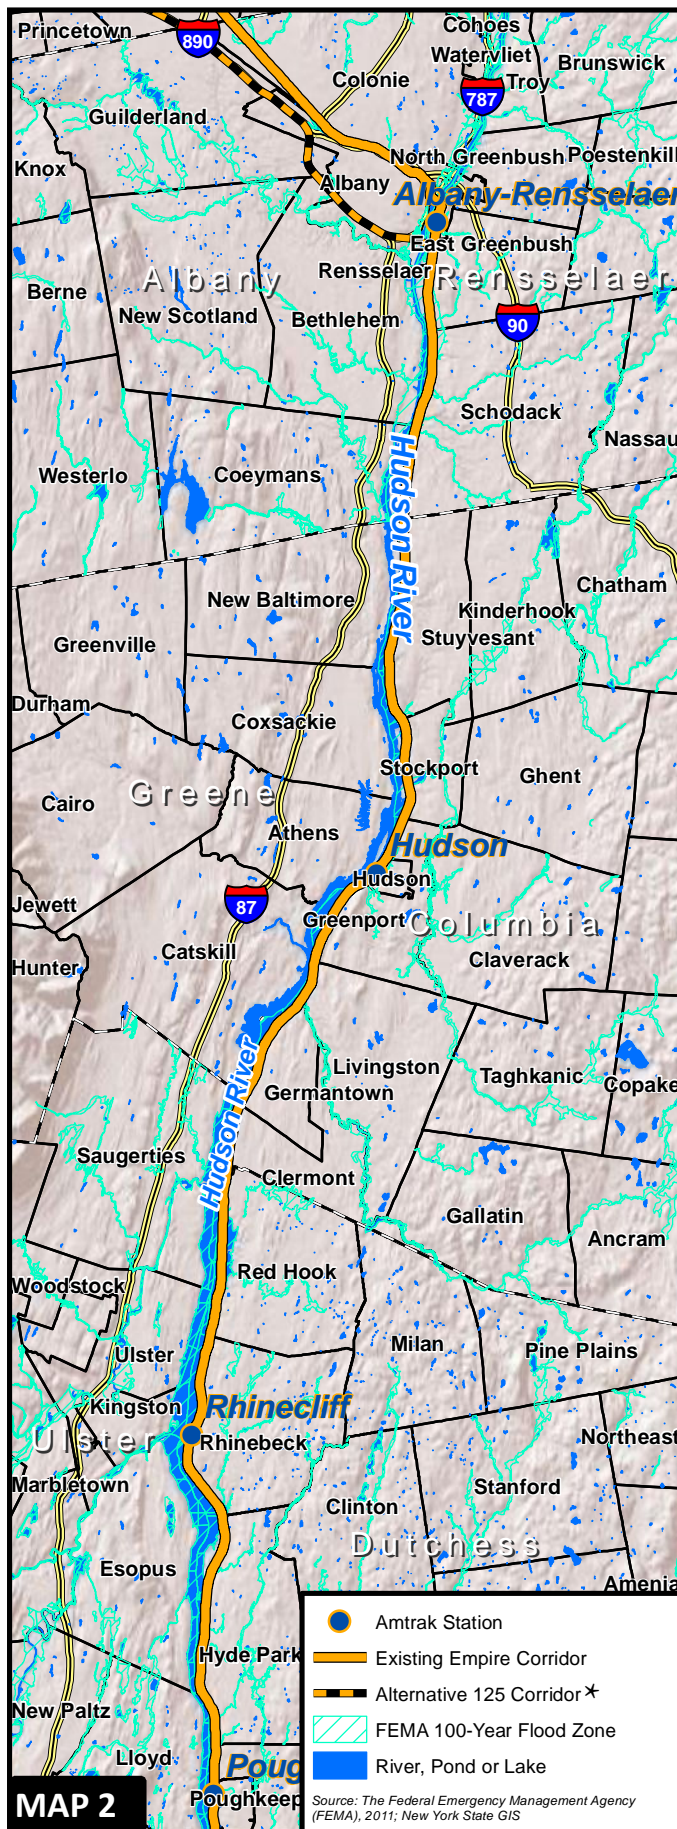 Princetown
890
Cohoes
Watervliet
Brunswick
Troy
Colonie
787
Guilderland
North Greenbush
Poestenkill
Knox
Albany
Albany-Rensselaer
East Greenbush
Rensselaer
Albany
Rensselaer
Berne
New Scotland
Bethlehem
90
Schodack
Nassau
Hudson River
Westerlo
Coeymans
Chatham
New Baltimore
Kinderhook
Stuyvesant
Greenville
Durham
Coxsackie
Stockport
Ghent
Greene
Cairo
Athens
Hudson
Hudson
Jewett
87
Greenport
Columbia
Catskill
Claverack
Hunter
Hudson River
Livingston
Taghkanic
Copake
Germantown
Saugerties
Clermont
Gallatin
Ancram
Red Hook
Woodstock
Milan
Pine Plains
Ulster
Kingston
Rhinecliff
Ulster
Rhinebeck
Northeast
Marbletown
Stanford
Clinton
Dutchess
Esopus
Amenia
Hyde Park
New Paltz
Lloyd
Poug
Poughkeep
MAP 2
Amtrak Station
Existing Empire Corridor
Alternative 125 Corridor*
FEMA 100-Year Flood Zone
River, Pond or Lake
Source: The Federal Emergency Management Agency
(FEMA), 2011; New York State GIS